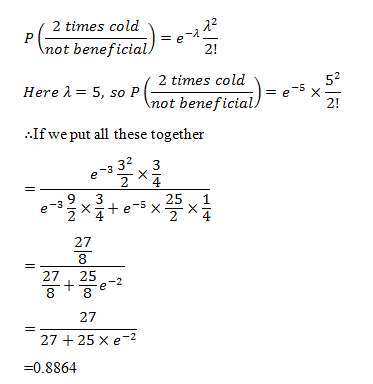 P(2 times cold / not beneficial) = e^−λ λ^2/2!
Here λ = 5, so P(2 times cold / not beneficial) = e^−5 × 5^2/2!
∴If we put all these together
= (e^−3 3^2/2 × 3/4) / (e^−3 9/2 × 3/4 + e^−5 × 25/2 × 1/4)
= (27/8) / (27/8 + 25/8 e^−2)
= 27 / (27 + 25 × e^−2)
=0.8864